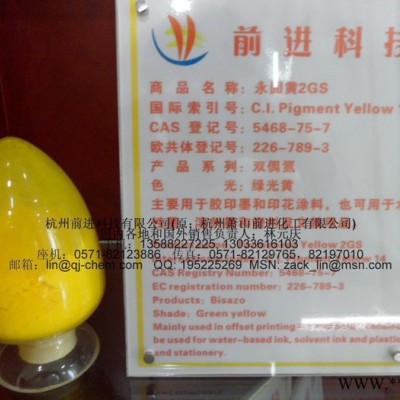 前进科技
商品名称:永固黄2GS
国际索引号:C.I. Pigment Yellow 1
CAS 登记号:5468-75-7
欧共体登记号:226-789-3
产品系列:双偶氮
色光:绿光黄
主要用于胶印墨和印花涂料,也可用于水
杭州前进科技有限公司(原:杭州萧山前进化工有限公司)
国内各地和国外销售负责人:林元庆
13588227225, 13033616103
Yellow 2GS
座机:0571-82123886, 传真:0571-82129765, 82197010
Yellow 14
邮箱:lin@qj-chem.com QQ: 195225269 MSN: zack_lin@msn.com
CAS Registry Number: 5468-75-7
EC registration number: 226-789-3
Products: Bisazo
Shade: Green yellow
Mainly used in offset printing
be used for water-based ink, solvent ink and plastic
and stationery.
www.